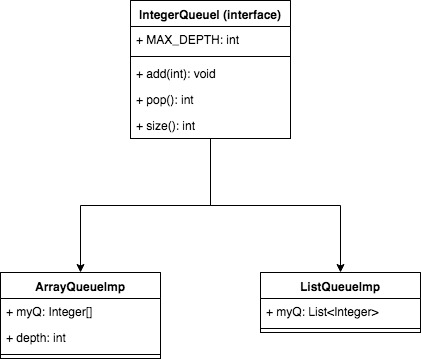 IntegerQueueI (interface)
+ MAX_DEPTH: int
+ add(int): void
+ pop(): int
+ size(): int
ArrayQueueImp
+ myQ: Integer[]
+ depth: int
ListQueueImp
+ myQ: List<Integer>